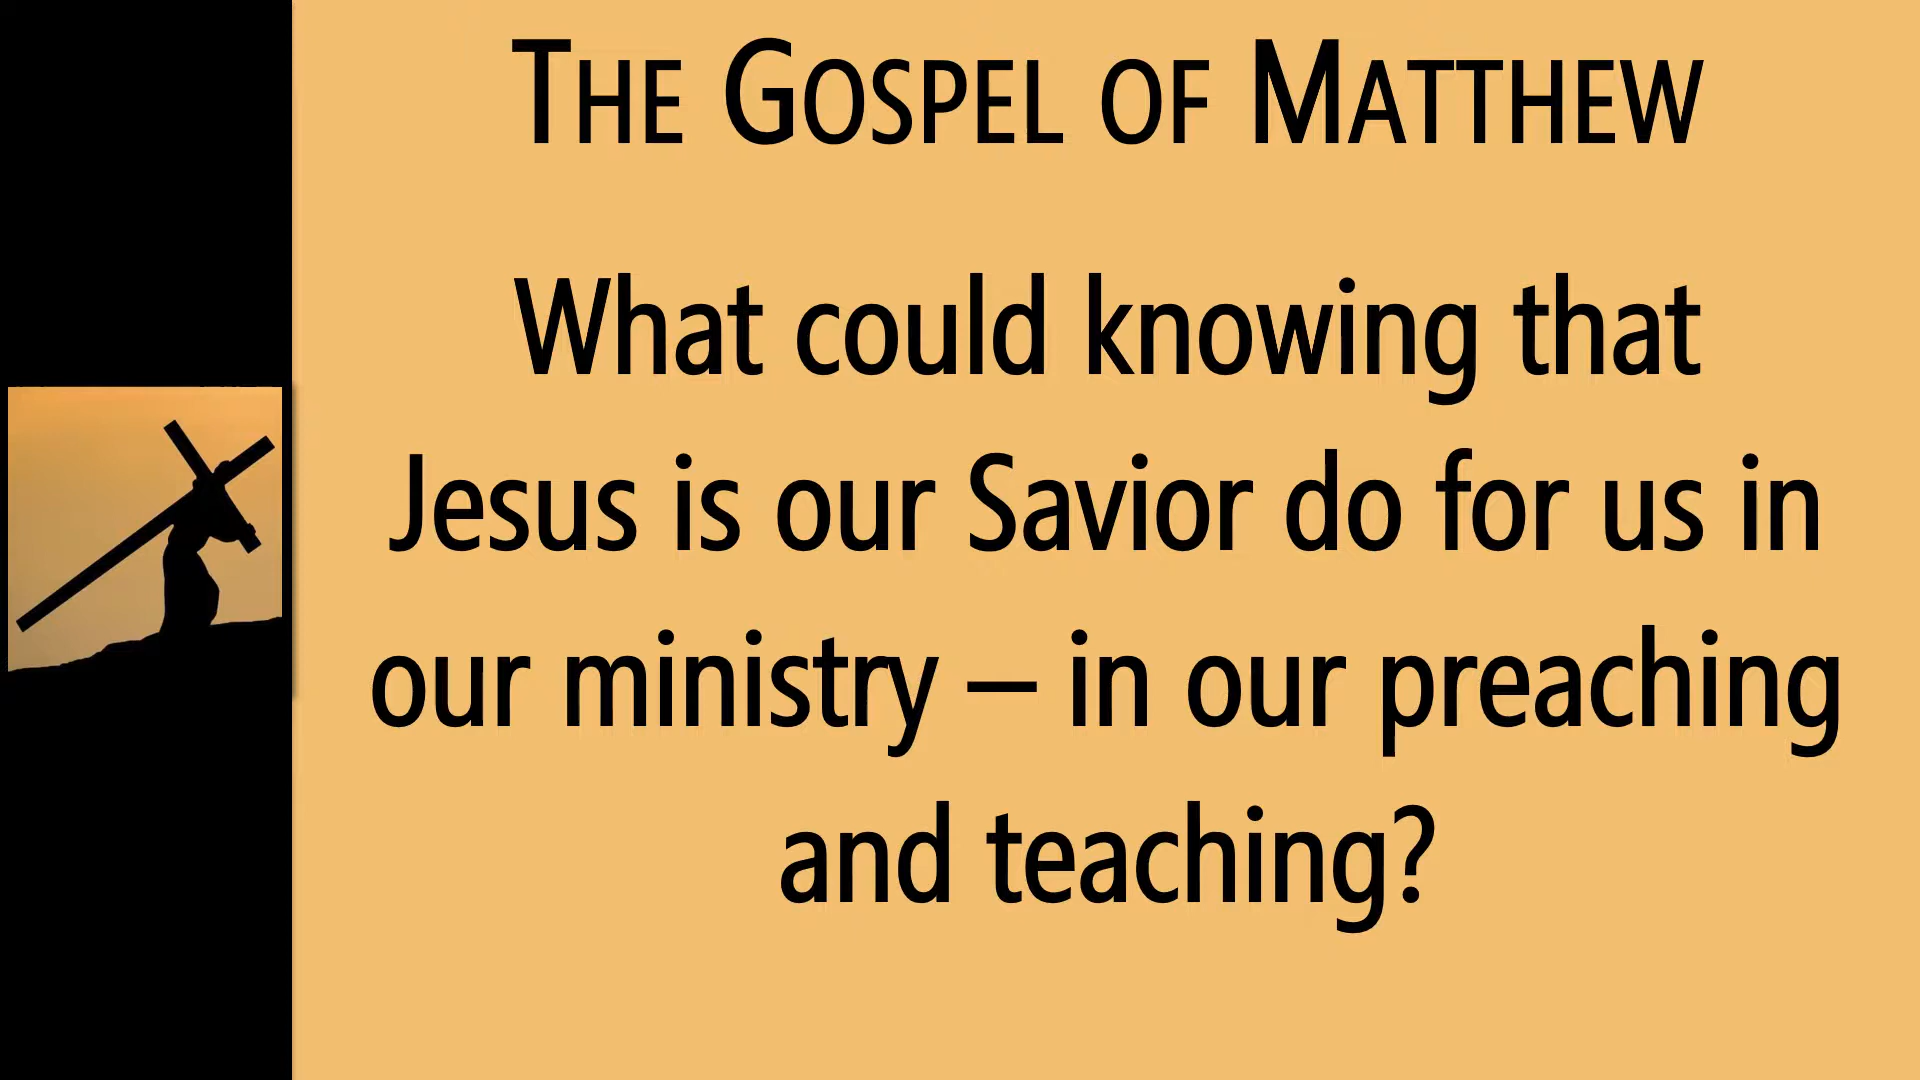 The Gospel of Matthew
What could knowing that
Jesus is our Savior do for us in
our ministry – in our preaching
and teaching?